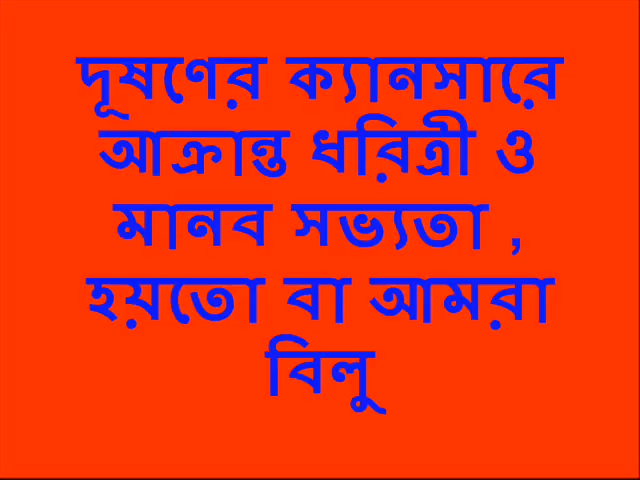 দূষণের ক্যানসারে
আক্রান্ত ধরিত্রী ও
মানব সভ্যতা ,
হয়তো বা আমরা
বিলু